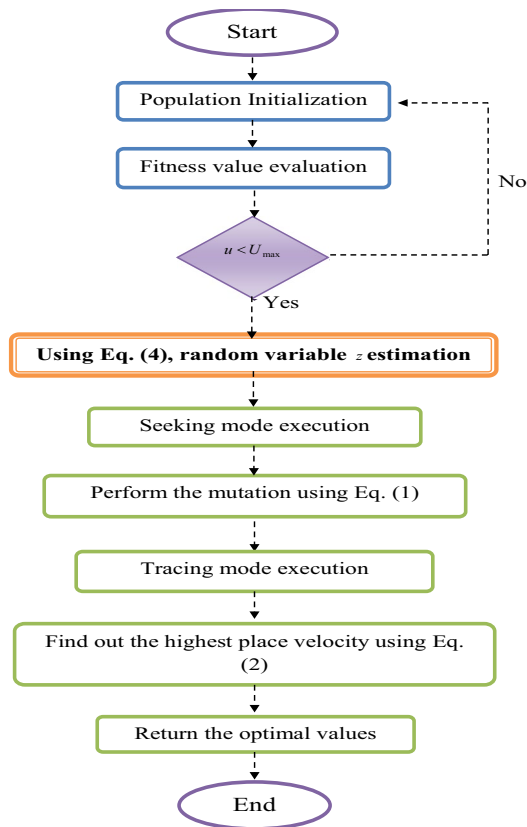 Start
Population Initialization
Fitness value evaluation
No
u < Umax
Yes
Using Eq. (4), random variable z estimation
Seeking mode execution
Perform the mutation using Eq. (1)
Tracing mode execution
Find out the highest place velocity using Eq.
(2)
Return the optimal values
End